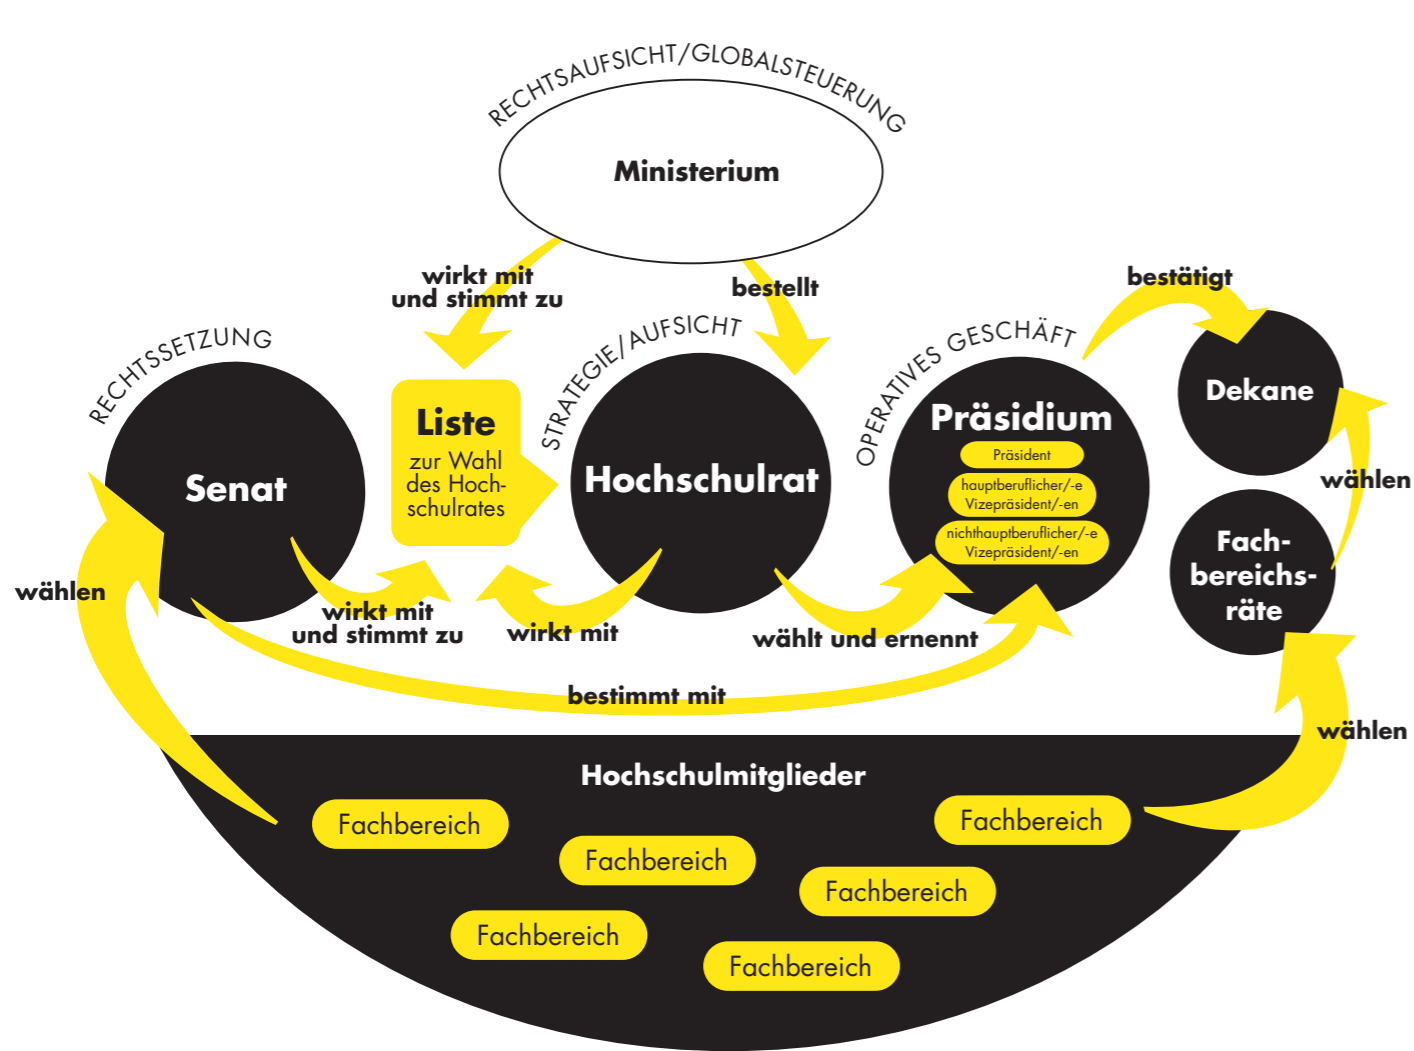 RECHTSAUFSICHT/GLOBALSTEUERUNG
Ministerium
wirkt mit
und stimmt zu
bestellt
bestätigt
RECHTSSETZUNG
Senat
Liste
zur Wahl
des Hoch-
schulrates
STRATEGIE/AUFSICHT
Hochschulrat
OPERATIVES GESCHÄFT
Präsidium
Präsident
hauptberuflicher/-e
Vizepräsident/-en
nichthauptberuflicher/-e
Vizepräsident/-en
Dekane
wählen
Fach-
bereichs-
räte
wählen
wirkt mit
und stimmt zu
wirkt mit
wählt und ernennt
bestimmt mit
wählen
Hochschulmitglieder
Fachbereich
Fachbereich
Fachbereich
Fachbereich
Fachbereich
Fachbereich